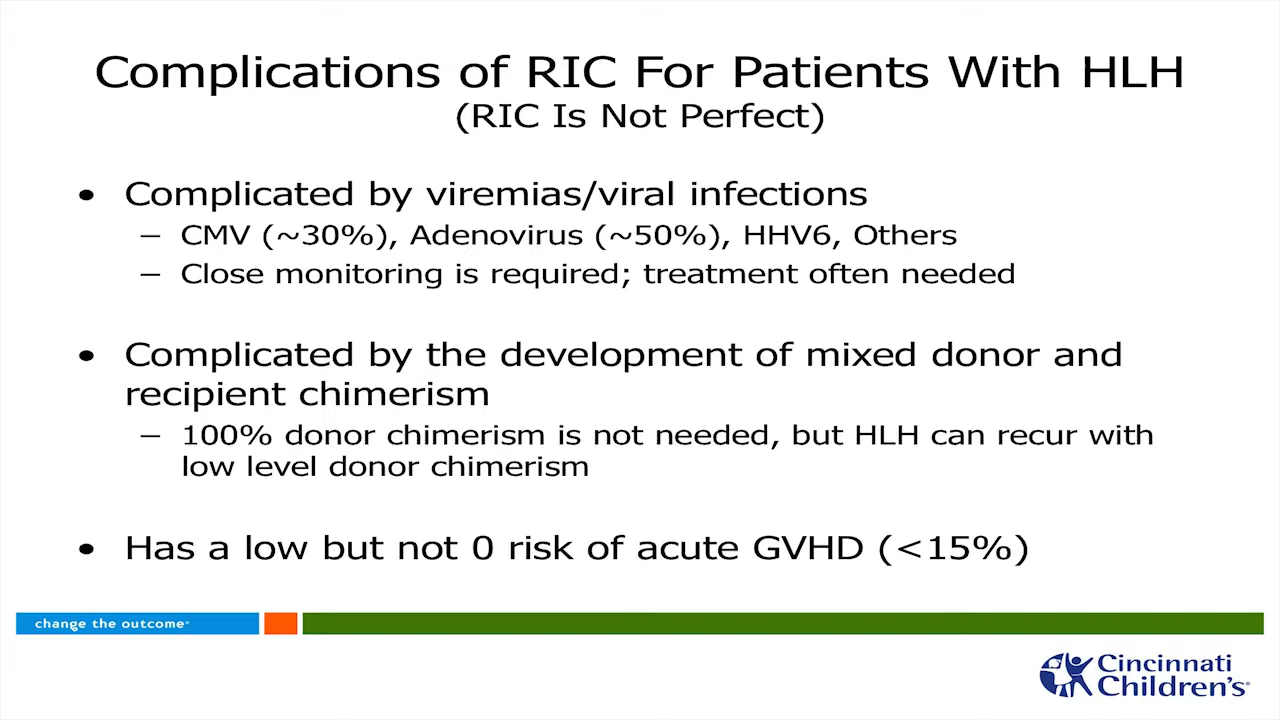 Complications of RIC For Patients With HLH
(RIC Is Not Perfect)
• Complicated by viremias/viral infections
– CMV (~30%), Adenovirus (~50%), HHV6, Others
– Close monitoring is required; treatment often needed
• Complicated by the development of mixed donor and
recipient chimerism
– 100% donor chimerism is not needed, but HLH can recur with
low level donor chimerism
• Has a low but not 0 risk of acute GVHD (<15%)
change the outcome®
Cincinnati
Children's®